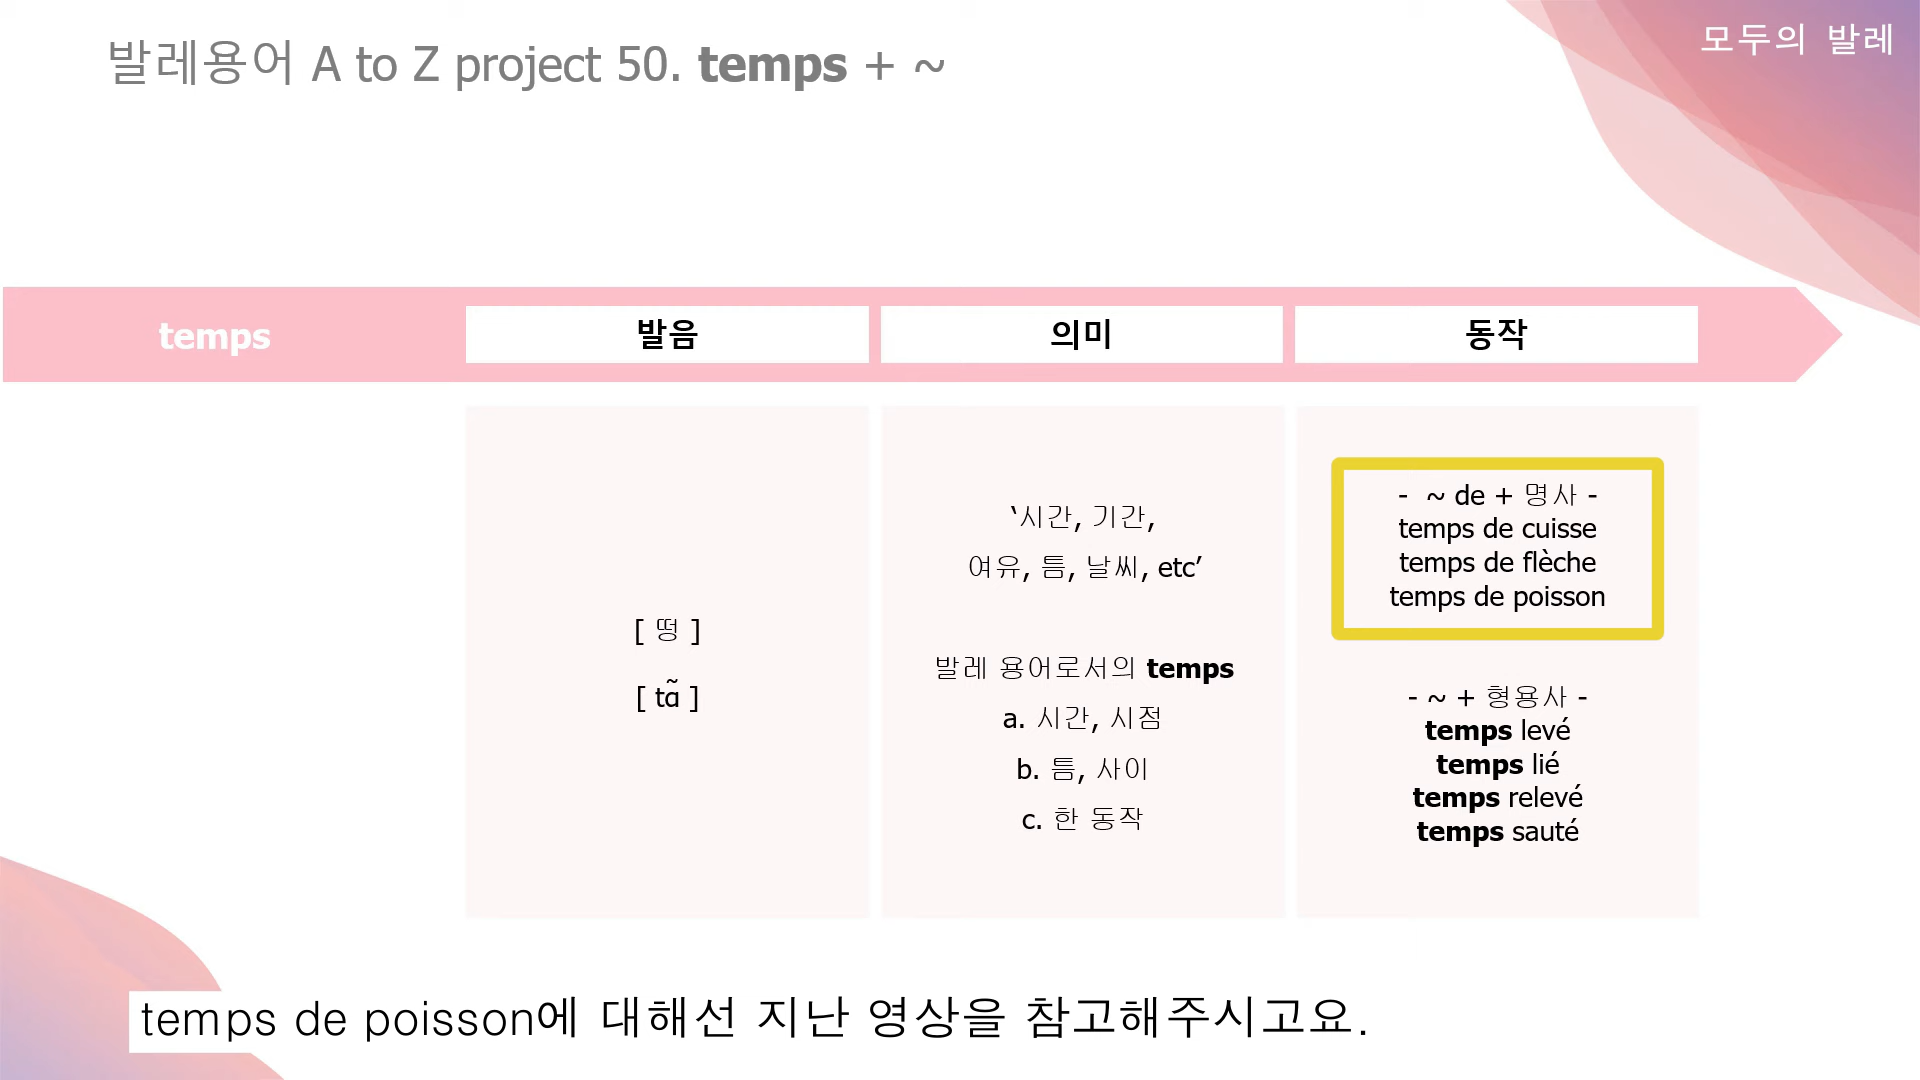 모두의 발레
발레용어 A to Z project 50. temps + ~
temps
발음
의미
동작
[ 떵 ]
[ tɑ̃ ]
‘시간, 기간,
여유, 틈, 날씨, etc’
발레 용어로서의 temps
a. 시간, 시점
b. 틈, 사이
c. 한 동작
- ~ de + 명사 -
temps de cuisse
temps de flèche
temps de poisson
- ~ + 형용사 -
temps levé
temps lié
temps relevé
temps sauté
temps de poisson에 대해선 지난 영상을 참고해주시고요.